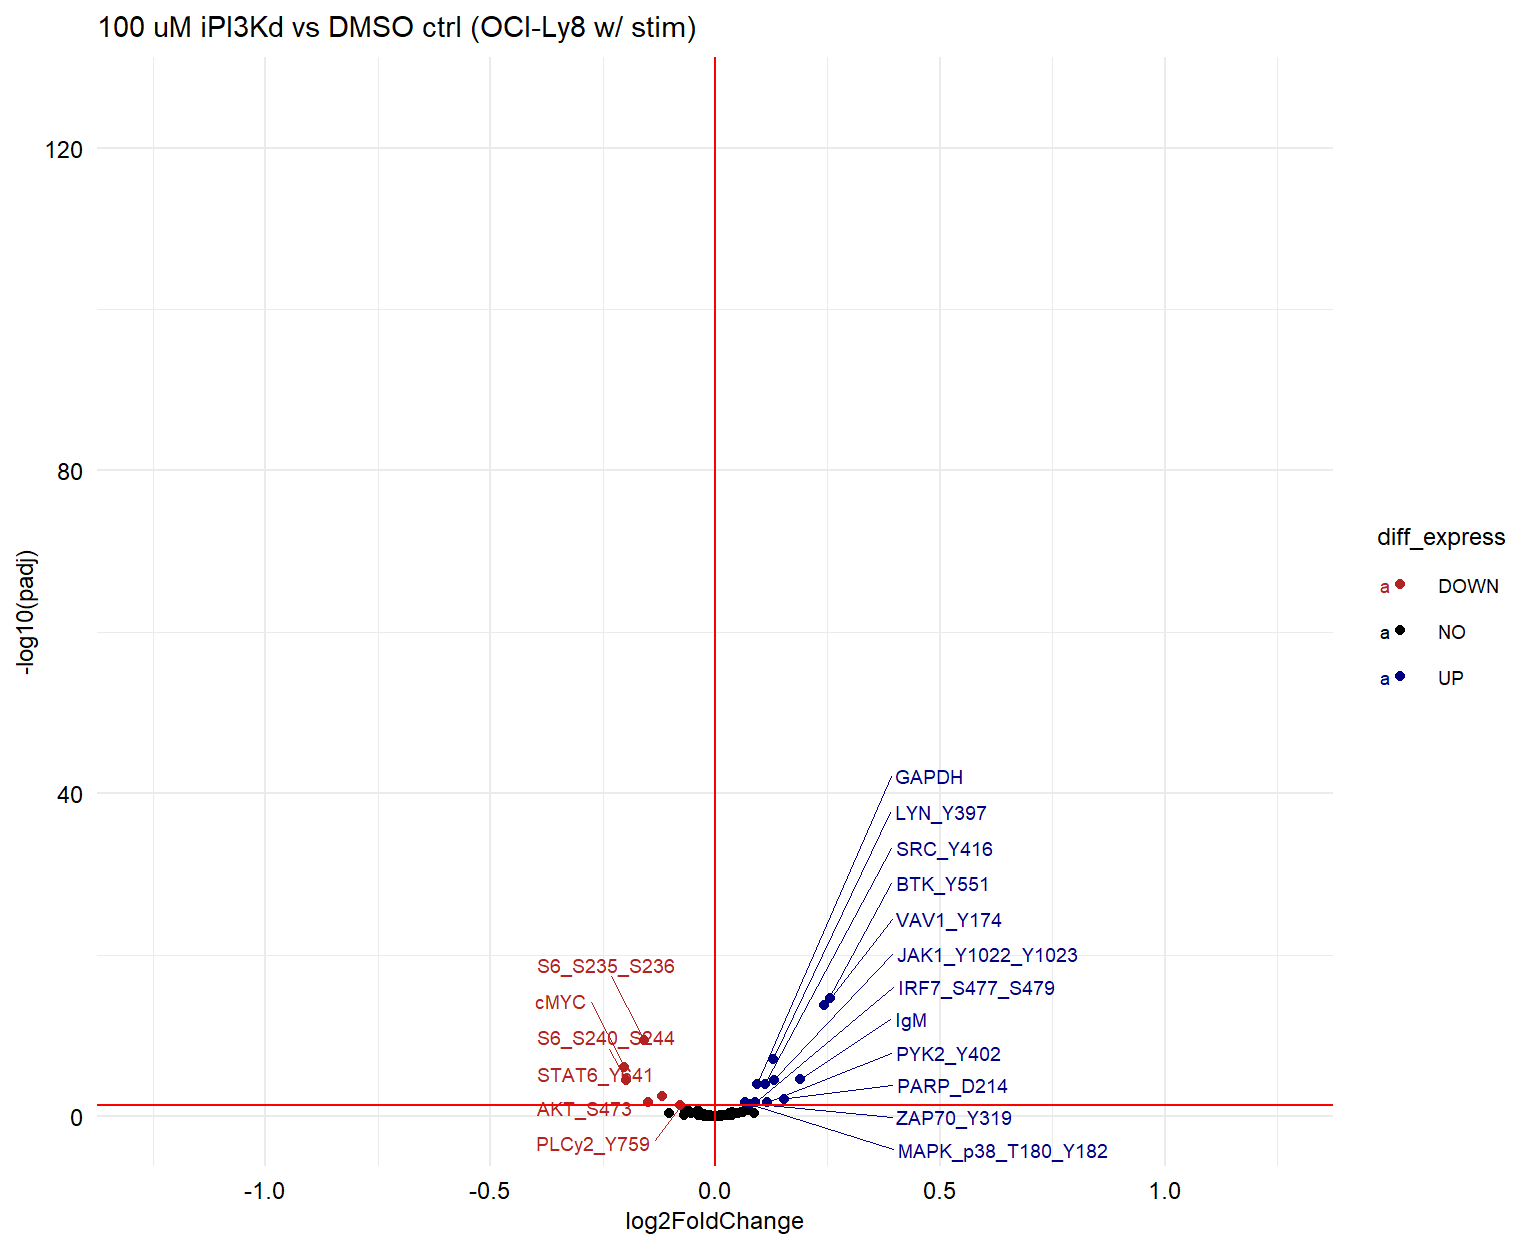 100 uM iPI3Kd vs DMSO ctrl (OCI-Ly8 w/ stim)
120
80
40
0
-log10(padj)
GAPDH
LYN_Y397
SRC_Y416
BTK_Y551
VAV1_Y174
JAK1_Y1022_Y1023
IRF7_S477_S479
IgM
PYK2_Y402
PARP_D214
ZAP70_Y319
MAPK_p38_T180_Y182
S6_S235_S236
cMYC
S6_S240_S244
STAT6_Y641
AKT_S473
PLCy2_Y759
-1.0
-0.5
0.0
0.5
1.0
log2FoldChange
diff_express
a DOWN
a NO
a UP